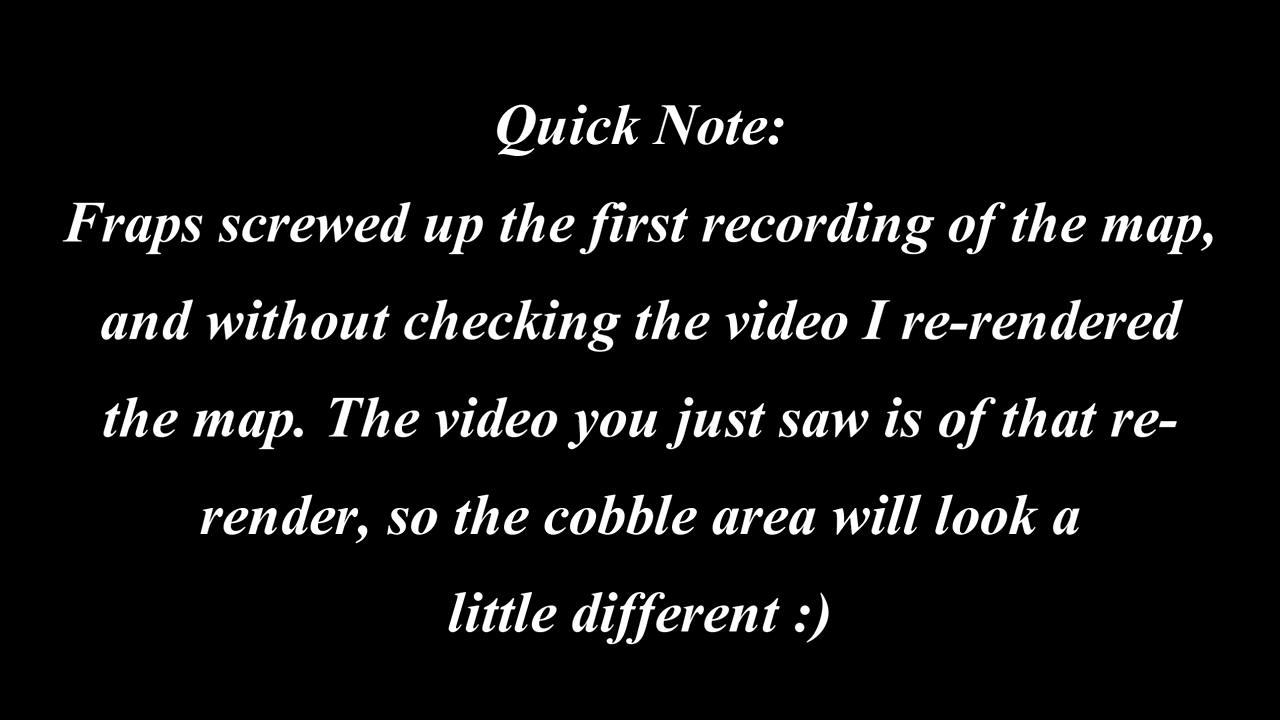 Quick Note:
Fraps screwed up the first recording of the map,
and without checking the video I re-rendered
the map. The video you just saw is of that re-
render, so the cobble area will look a
little different :)